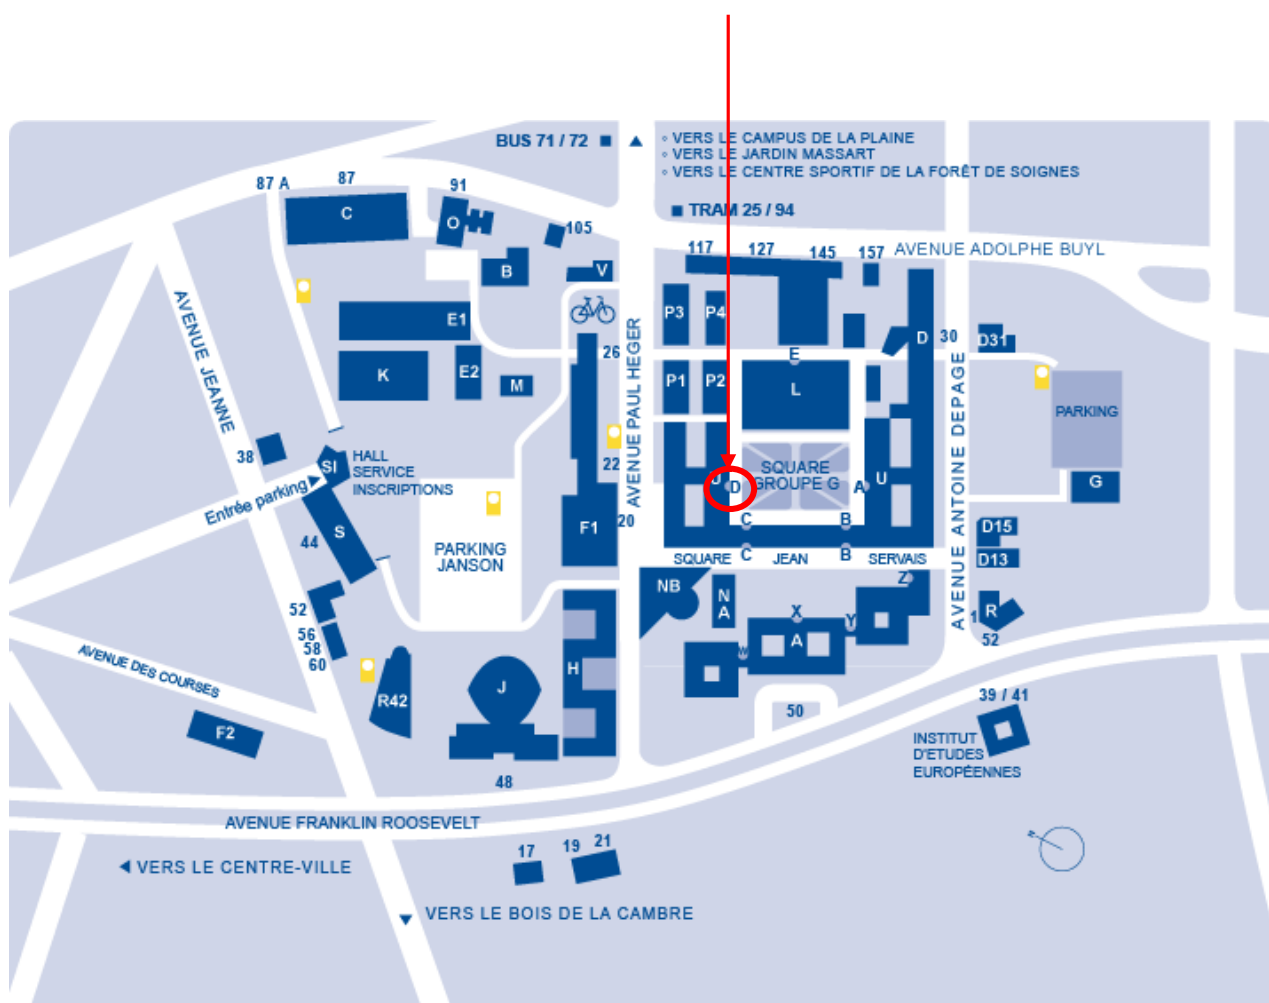 BUS 71 / 72
◦ VERS LE CAMPUS DE LA PLAINE
◦ VERS LE JARDIN MASSART
◦ VERS LE CENTRE SPORTIF DE LA FORÊT DE SOIGNES
87 A
87
91
TRAM 25 / 94
C
O
105
117
127
145
157
AVENUE ADOLPHE BUYL
B
V
AVENUE JEANNE
E1
P3
P4
D
30
D31
26
E
K
E2
M
P1
P2
L
AVENUE PAUL HEGER
AVENUE ANTOINE DEPAGE
PARKING
38
SI
HALL
SERVICE
INSCRIPTIONS
22
SQUARE
GROUPE G
U
D
A
U
G
Entrée parking
20
F1
S
44
PARKING
JANSON
C
B
D15
C
B
SQUARE
JEAN
SERVAIS
D13
NB
N
A
Z
52
X
Y
R
1
56
58
60
52
AVENUE DES COURSES
A
W
H
J
R42
39 / 41
50
F2
INSTITUT
D'ETUDES
EUROPÉENNES
48
AVENUE FRANKLIN ROOSEVELT
17
19
21
VERS LE CENTRE-VILLE
VERS LE BOIS DE LA CAMBRE